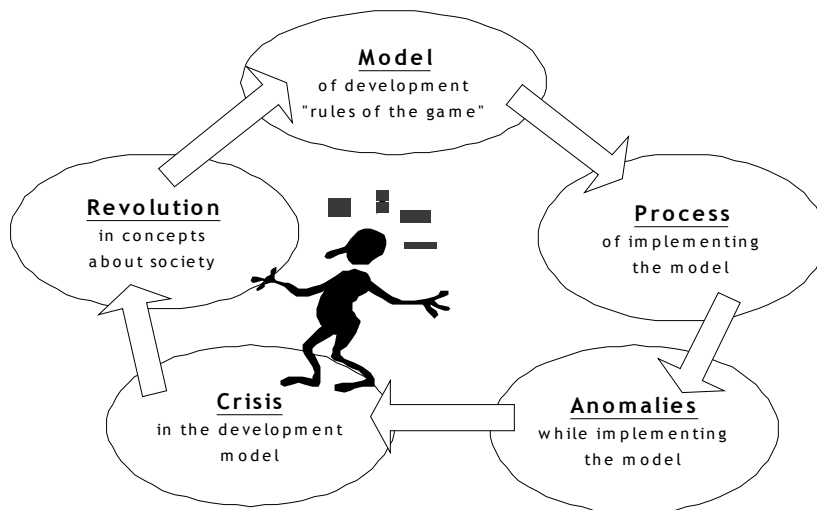 Model
of development
"rules of the game"
Process
of implementing
the model
Anomalies
while implementing
the model
Crisis
in the development
model
Revolution
in concepts
about society